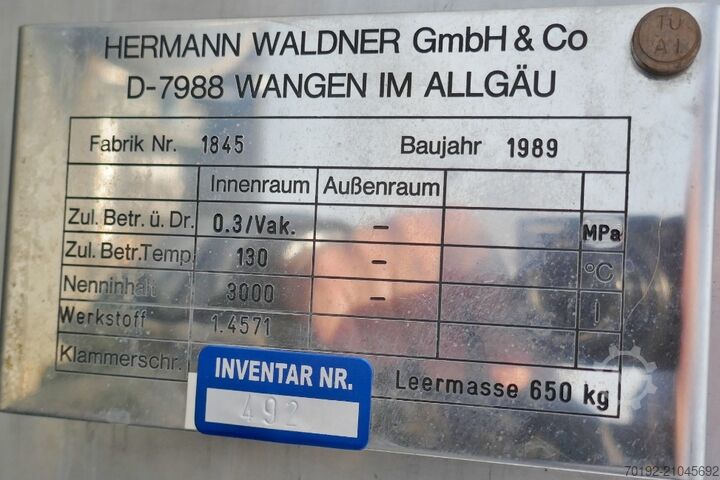 HERMANN WALDNER GmbH & Co
D-7988 WANGEN IM ALLGÄU
TÜ
A1
Fabrik Nr. 1845 Baujahr 1989
Innenraum Außenraum
Zul. Betr. ü. Dr. 0.3/Vak. – MPa
Zul. Betr.Temp 130 – °C
Nenninhalt 3000 – l
Werkstoff 1.4571
Klammerschr.
Leermasse 650 kg
INVENTAR NR.
492
70192-21045692